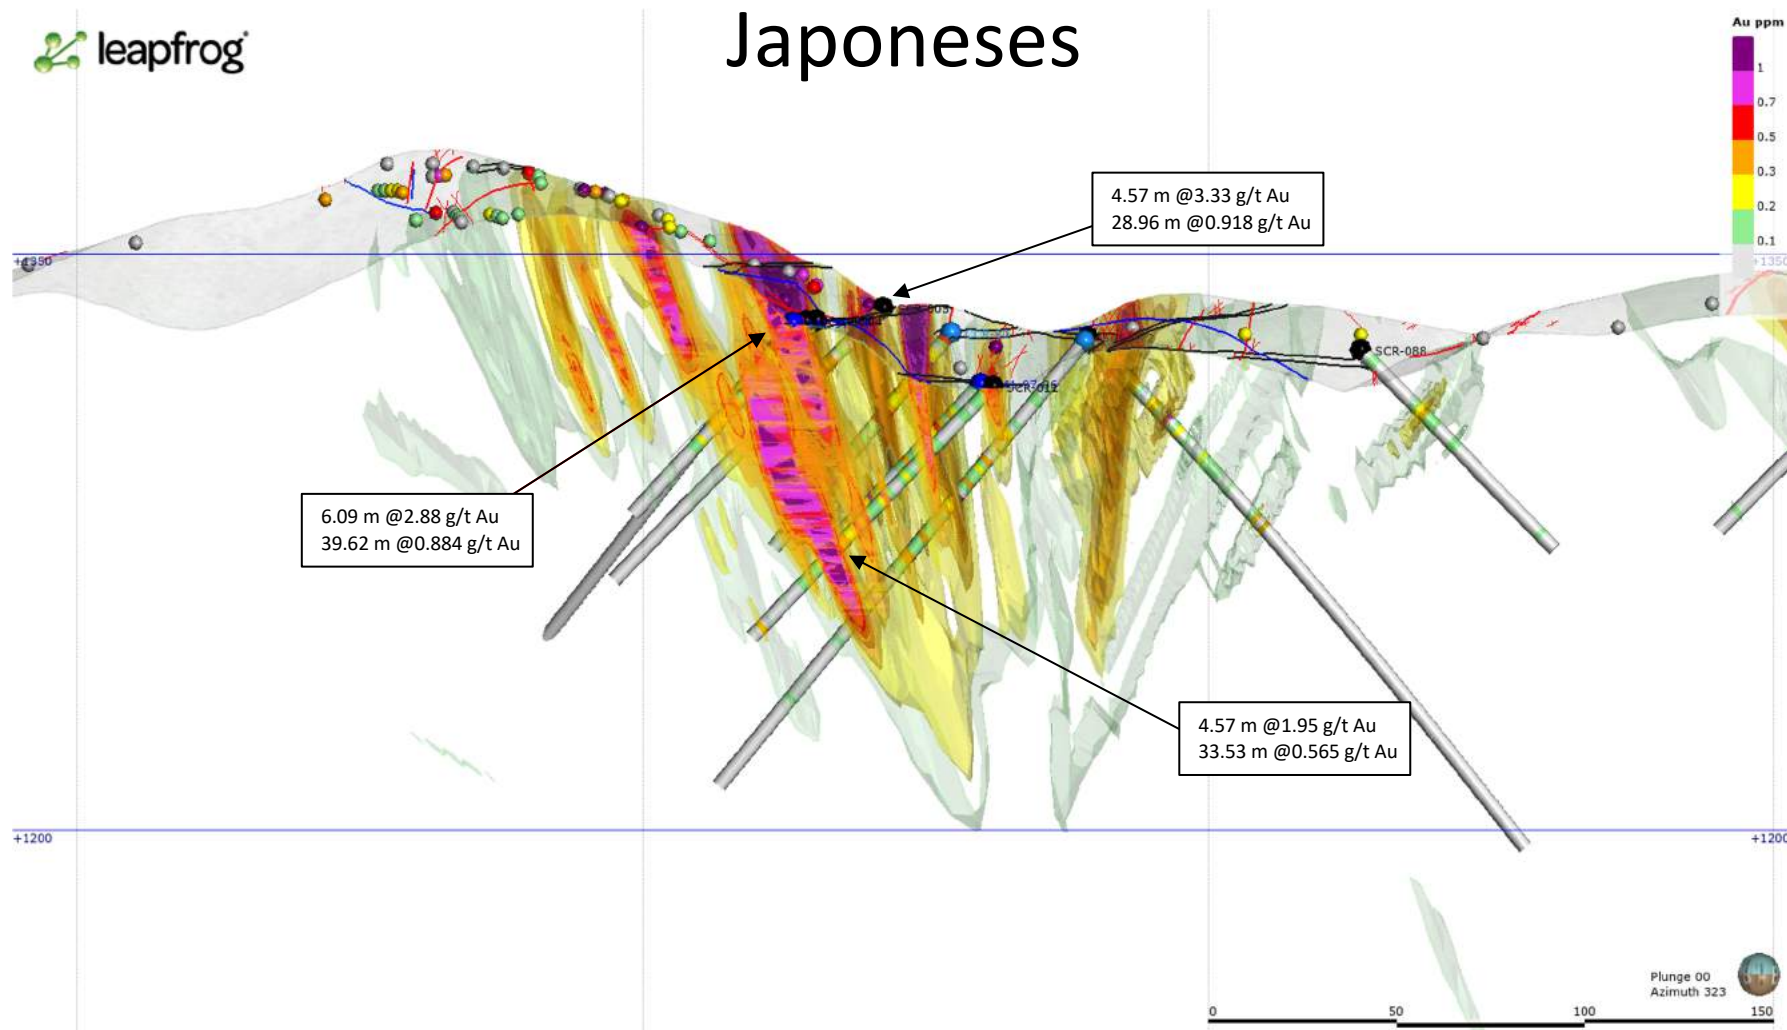 Japoneses
leapfrog
Au ppm
1
0.7
0.5
0.3
0.2
0.1
4.57 m @3.33 g/t Au
28.96 m @0.918 g/t Au
+1350
+1350
SCR-088
SCR-011
6.09 m @2.88 g/t Au
39.62 m @0.884 g/t Au
4.57 m @1.95 g/t Au
33.53 m @0.565 g/t Au
+1200
+1200
Plunge 00
Azimuth 323
0 50 100 150